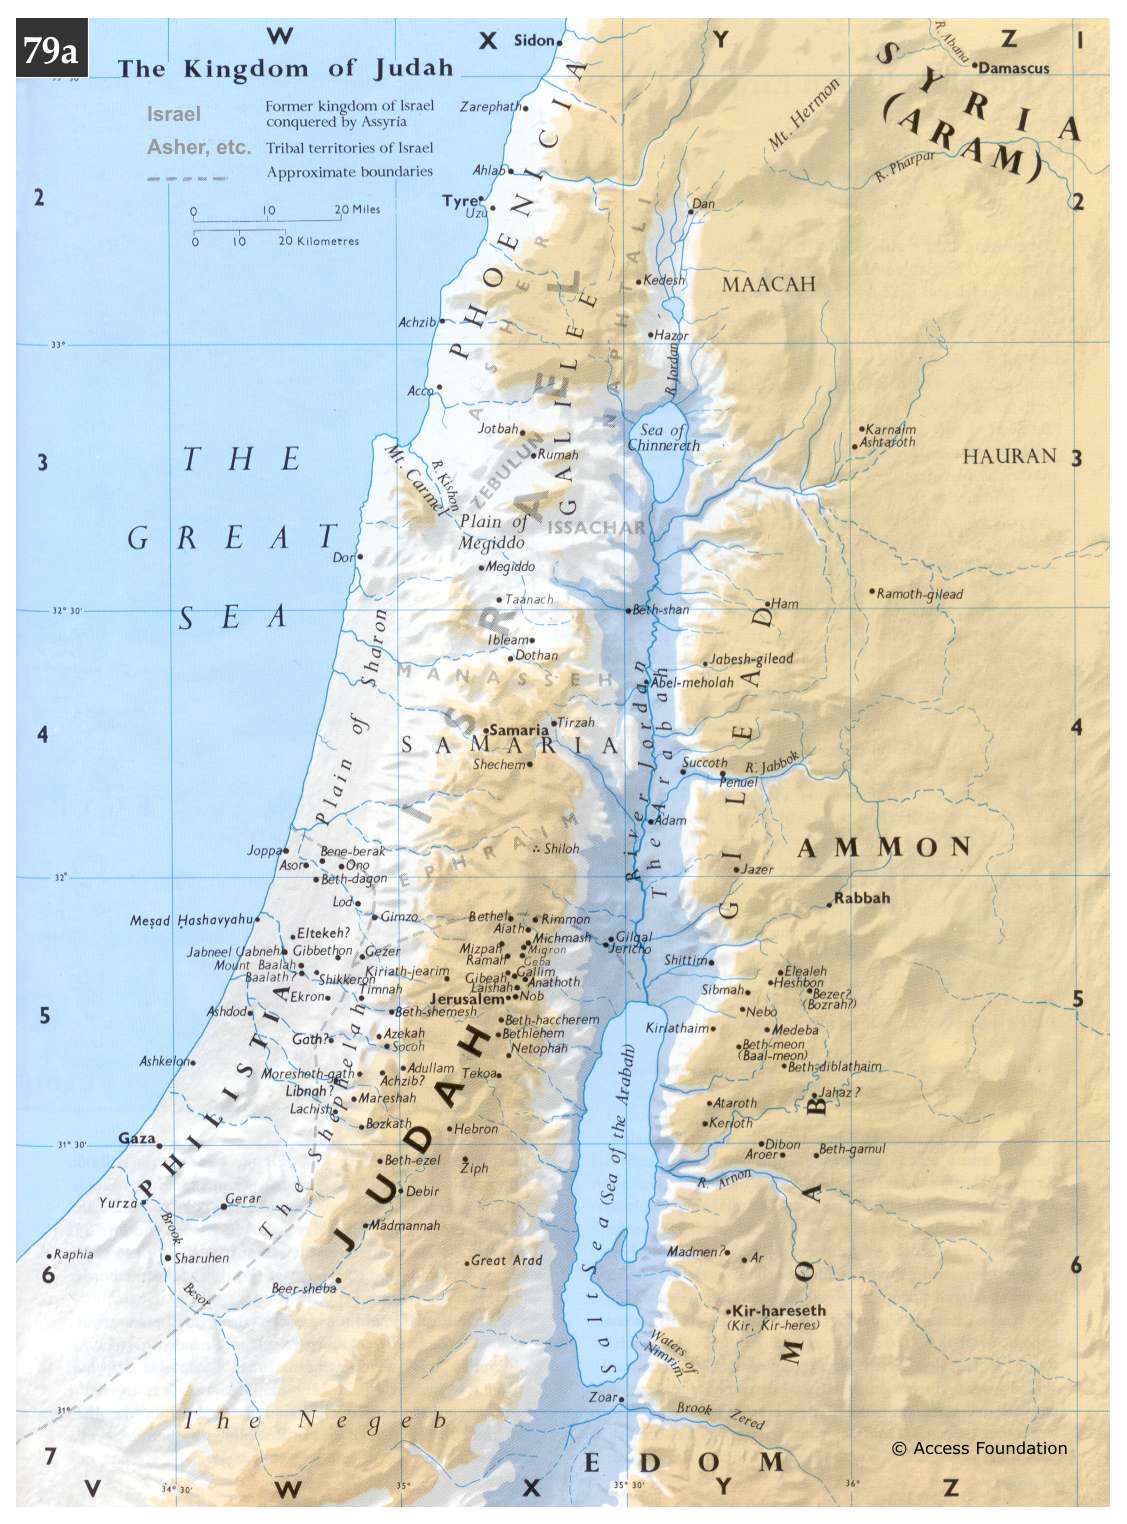 79a
The Kingdom of Judah
Israel
Former kingdom of Israel
conquered by Assyria
Asher, etc.
Tribal territories of Israel
Approximate boundaries
0 10 20 Miles
0 10 20 Kilometres
W
X
Y
Z
1
Sidon
R. Abana
Damascus
SYRIA
(ARAM)
Mt. Hermon
R. Pharpar
Zarephath
PHOENICIA
Ahlab
2
2
Tyre
Uzu
Dan
ASHER
NAPHTALI
Kedesh
MAACAH
ISRAEL
GALILEE
Achzib
33°
Hazor
R. Jordan
Acco
Jotbah
Sea of
Chinnereth
Karnaim
Ashtaroth
Rumah
ZEBULUN
HAURAN
3
3
THE
GREAT
SEA
Mt. Carmel
R. Kishon
Plain of
Megiddo
ISSACHAR
Dor
Megiddo
Taanach
Ham
Ramoth-gilead
32° 30'
Beth-shan
Ibleam
Dothan
Jabesh-gilead
MANASSEH
Abel-meholah
Plain of Sharon
River Jordan
The Arabah
GILEAD
4
4
Tirzah
Samaria
SAMARIA
Shechem
Succoth
Penuel
R. Jabbok
Adam
EPHRAIM
Shiloh
AMMON
Joppa
Bene-berak
Asor
Ono
Beth-dagon
32°
Jazer
Lod
Rabbah
Meṣad Ḥashavyahu
Gimzo
Bethel
Rimmon
Aiath
Eltekeh?
Michmash
Gilgal
Jericho
Jabneel (Jabneh)
Gibbethon
Gezer
Mizpah
Migron
Ramah
Geba
Shittim
Mount Baalah
Baalath?
Shikkeron
Kiriath-jearim
Gibeah
Gallim
Anathoth
Elealeh
Heshbon
Laishah
Ekron
Timnah
Jerusalem
Nob
Sibmah
Bezer?
(Bozrah?)
5
5
Ashdod
Beth-shemesh
Nebo
Beth-haccherem
Bethlehem
Kiriathaim
Medeba
Gath?
Azekah
Socoh
Netophah
Beth-meon
(Baal-meon)
Ashkelon
Moresheth-gath
Adullam
Achzib?
Tekoa
Beth-diblathaim
Libnah?
Mareshah
Lachish
Jahaz?
Ataroth
Bozkath
Hebron
Kerioth
PHILISTIA
The Shephelah
JUDAH
Salt Sea (Sea of the Arabah)
MOAB
Gaza
31° 30'
Dibon
Aroer
Beth-gamul
Beth-ezel
Ziph
R. Arnon
Debir
Yurza
Gerar
Madmannah
Brook Besor
Raphia
Sharuhen
Great Arad
Madmen?
Ar
6
6
Beer-sheba
Kir-hareseth
(Kir, Kir-heres)
Waters of
Nimrim
Zoar
31°
The Negeb
Brook Zered
© Access Foundation
7
EDOM
V
34° 30'
W
35°
X
35° 30'
Y
36°
Z